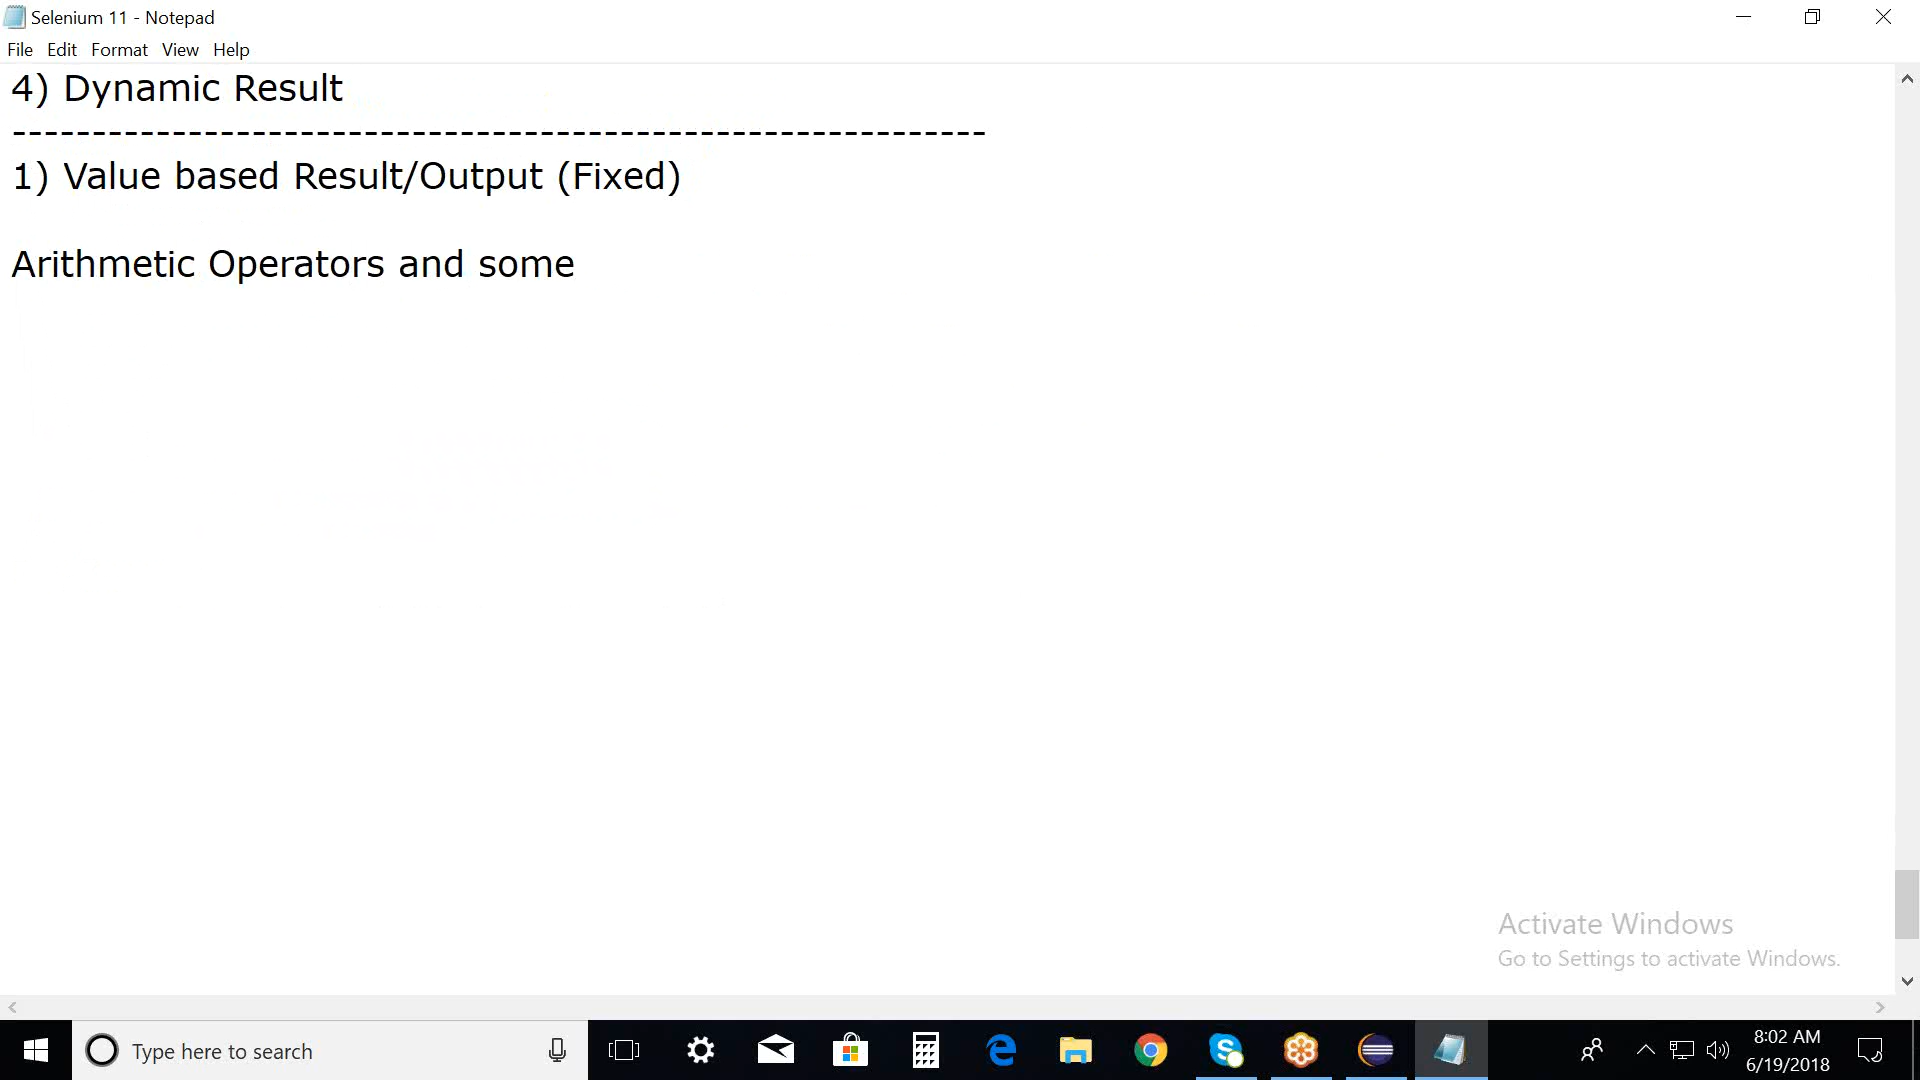 Selenium 11 - Notepad
File Edit Format View Help
4) Dynamic Result
-------------------------------------------------------------
1) Value based Result/Output (Fixed)
Arithmetic Operators and some
Activate Windows
Go to Settings to activate Windows.
Type here to search
8:02 AM
6/19/2018